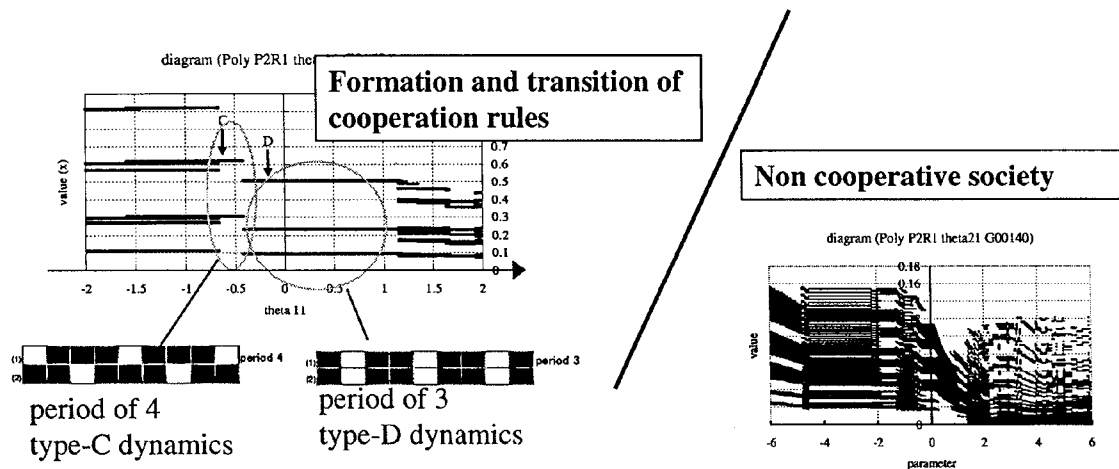 diagram (Poly P2R1
Formation and transition of
cooperation rules
C
D
value (x)
0.7
0.6
0.5
0.4
0.3
0.2
0.1
0
-2 -1.5 -1 -0.5 0 0.5 1 1.5 2
theta 11
(1) period 4
(2)
period of 4
type-C dynamics
(1) period 3
(2)
period of 3
type-D dynamics
Non cooperative society
diagram (Poly P2R1 theta21 G00140)
0.18
0.16
value
0
-6 -4 -2 0 2 4 6
parameter